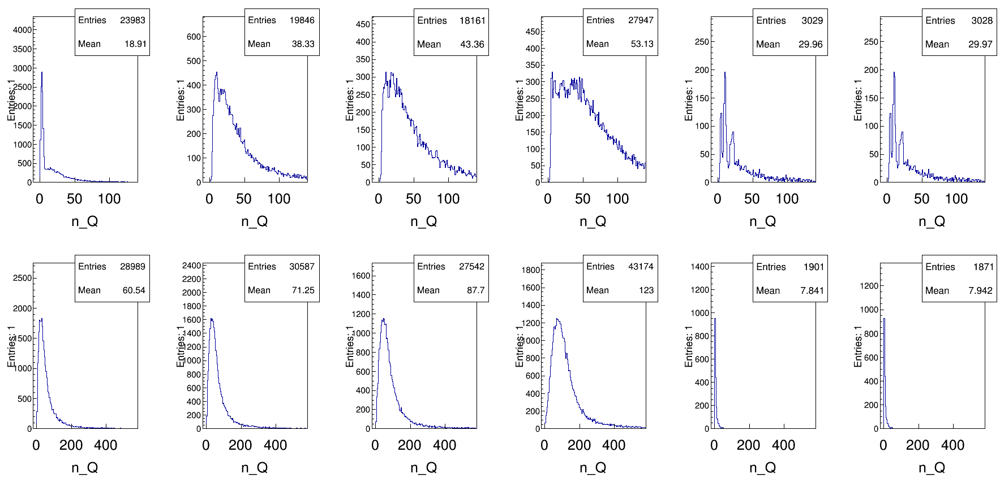 Entries 23983
Mean 18.91
4000
3500
3000
2500
2000
1500
1000
500
0
Entries: 1
0 50 100
n_Q
Entries 19846
Mean 38.33
600
500
400
300
200
100
0
Entries: 1
0 50 100
n_Q
Entries 18161
Mean 43.36
450
400
350
300
250
200
150
100
50
0
Entries: 1
0 50 100
n_Q
Entries 27947
Mean 53.13
450
400
350
300
250
200
150
100
50
0
Entries: 1
0 50 100
n_Q
Entries 3029
Mean 29.96
250
200
150
100
50
0
Entries: 1
0 50 100
n_Q
Entries 3028
Mean 29.97
250
200
150
100
50
0
Entries: 1
0 50 100
n_Q
Entries 28989
Mean 60.54
2500
2000
1500
1000
500
0
Entries: 1
0 200 400
n_Q
Entries 30587
Mean 71.25
2400
2200
2000
1800
1600
1400
1200
1000
800
600
400
200
0
Entries: 1
0 200 400
n_Q
Entries 27542
Mean 87.7
1600
1400
1200
1000
800
600
400
200
0
Entries: 1
0 200 400
n_Q
Entries 43174
Mean 123
1800
1600
1400
1200
1000
800
600
400
200
0
Entries: 1
0 200 400
n_Q
Entries 1901
Mean 7.841
1400
1200
1000
800
600
400
200
0
Entries: 1
0 200 400
n_Q
Entries 1871
Mean 7.942
1200
1000
800
600
400
200
0
Entries: 1
0 200 400
n_Q